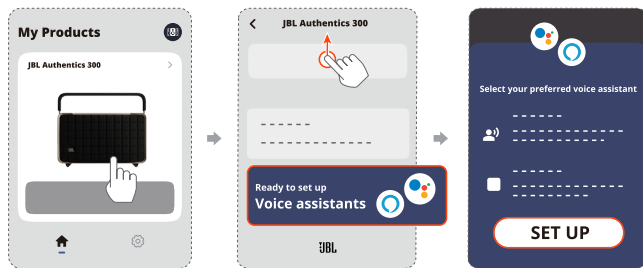 My Products
JBL Authentics 300
JBL Authentics 300
Ready to set up
Voice assistants
JBL
Select your preferred voice assistant
SET UP